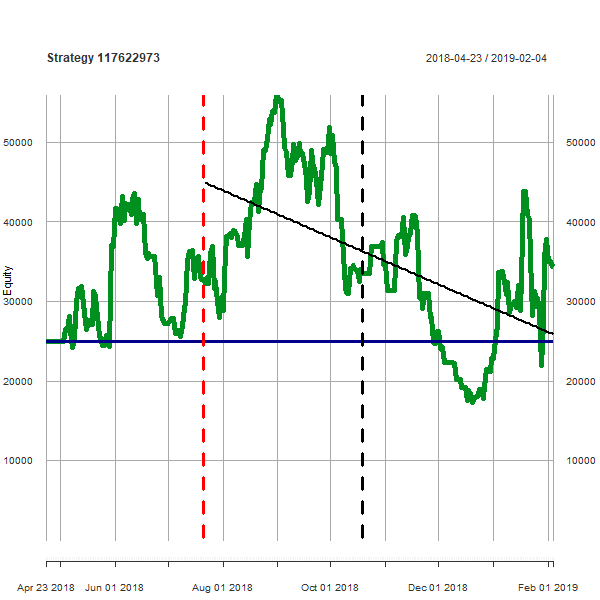 Strategy 117622973 2018-04-23 / 2019-02-04
50000 50000
40000 40000
Equity
30000 30000
20000 20000
10000 10000
Apr 23 2018 Jun 01 2018 Aug 01 2018 Oct 01 2018 Dec 01 2018 Feb 01 2019